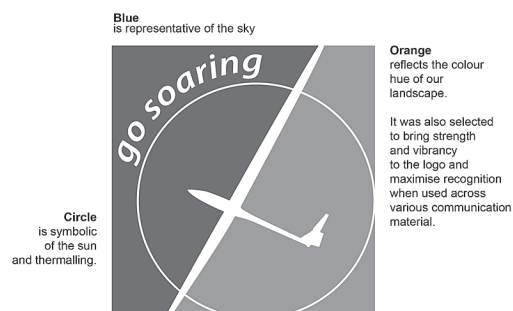 Blue
is representative of the sky
go soaring
Orange
reflects the colour
hue of our
landscape.
It was also selected
to bring strength
and vibrancy
to the logo and
maximise recognition
when used across
various communication
material.
Circle
is symbolic
of the sun
and thermalling.